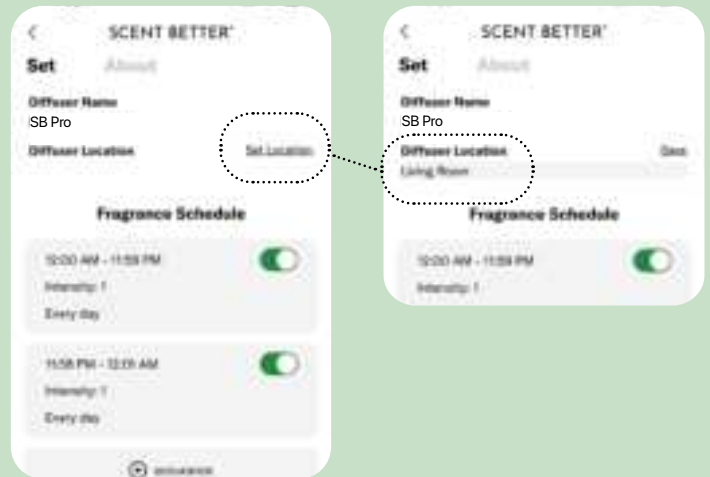 SCENT BETTER®
Set About
Diffuser Name
SB Pro
Diffuser Location Set Location
Fragrance Schedule
12:00 AM - 11:59 PM
Intensity: 1
Every day
11:58 PM - 12:01 AM
Intensity: 1
Every day
SCENT BETTER®
Set About
Diffuser Name
SB Pro
Diffuser Location Save
Living Room
Fragrance Schedule
12:00 AM - 11:59 PM
Intensity: 1